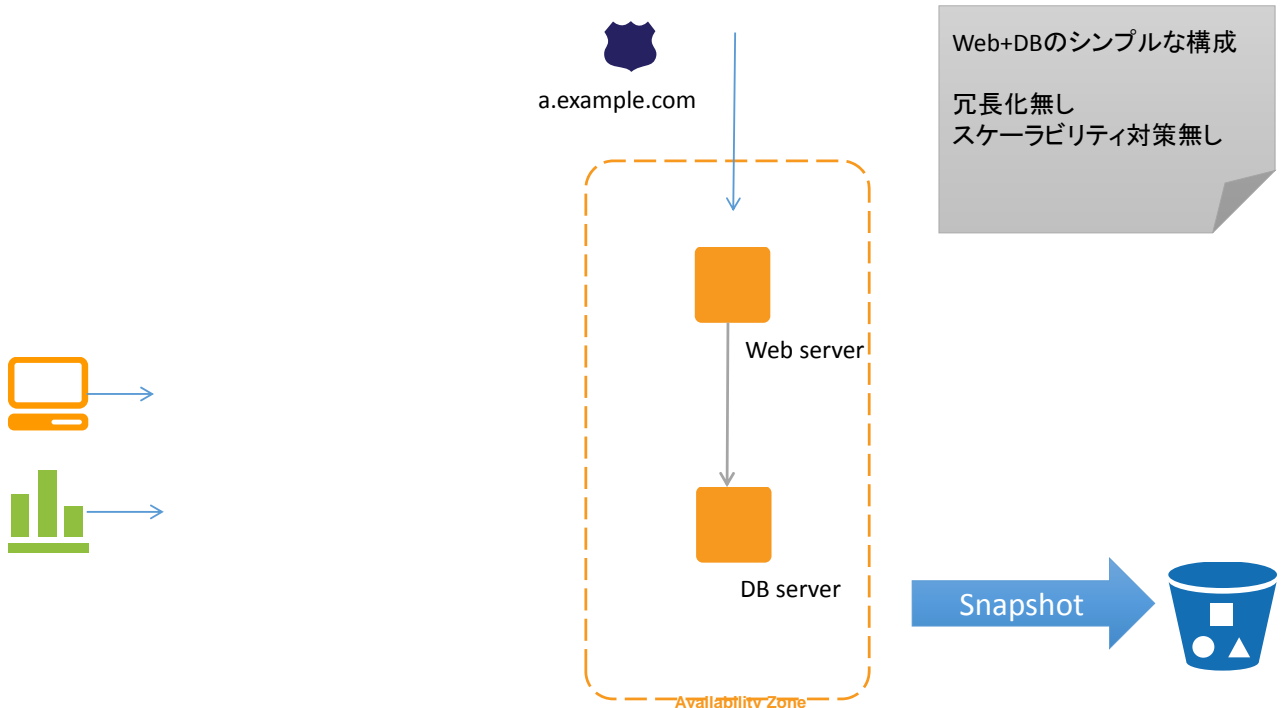 a.example.com
Web+DBのシンプルな構成
冗長化無し
スケーラビリティ対策無し
Web server
DB server
Snapshot
Availability Zone